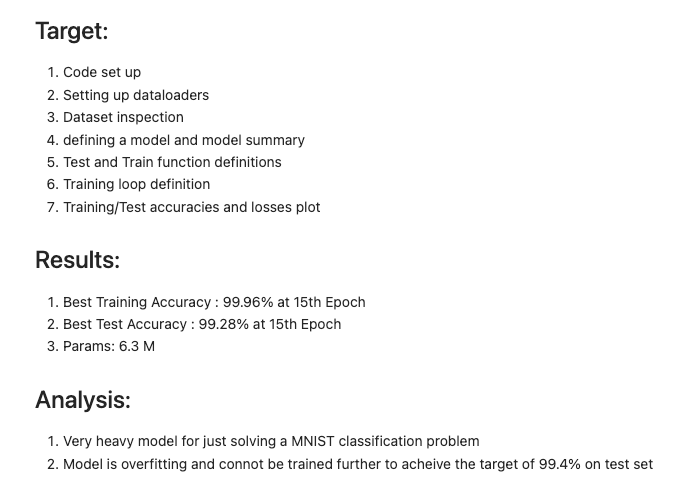 Target:
1. Code set up
2. Setting up dataloaders
3. Dataset inspection
4. defining a model and model summary
5. Test and Train function definitions
6. Training loop definition
7. Training/Test accuracies and losses plot
Results:
1. Best Training Accuracy : 99.96% at 15th Epoch
2. Best Test Accuracy : 99.28% at 15th Epoch
3. Params: 6.3 M
Analysis:
1. Very heavy model for just solving a MNIST classification problem
2. Model is overfitting and connot be trained further to acheive the target of 99.4% on test set